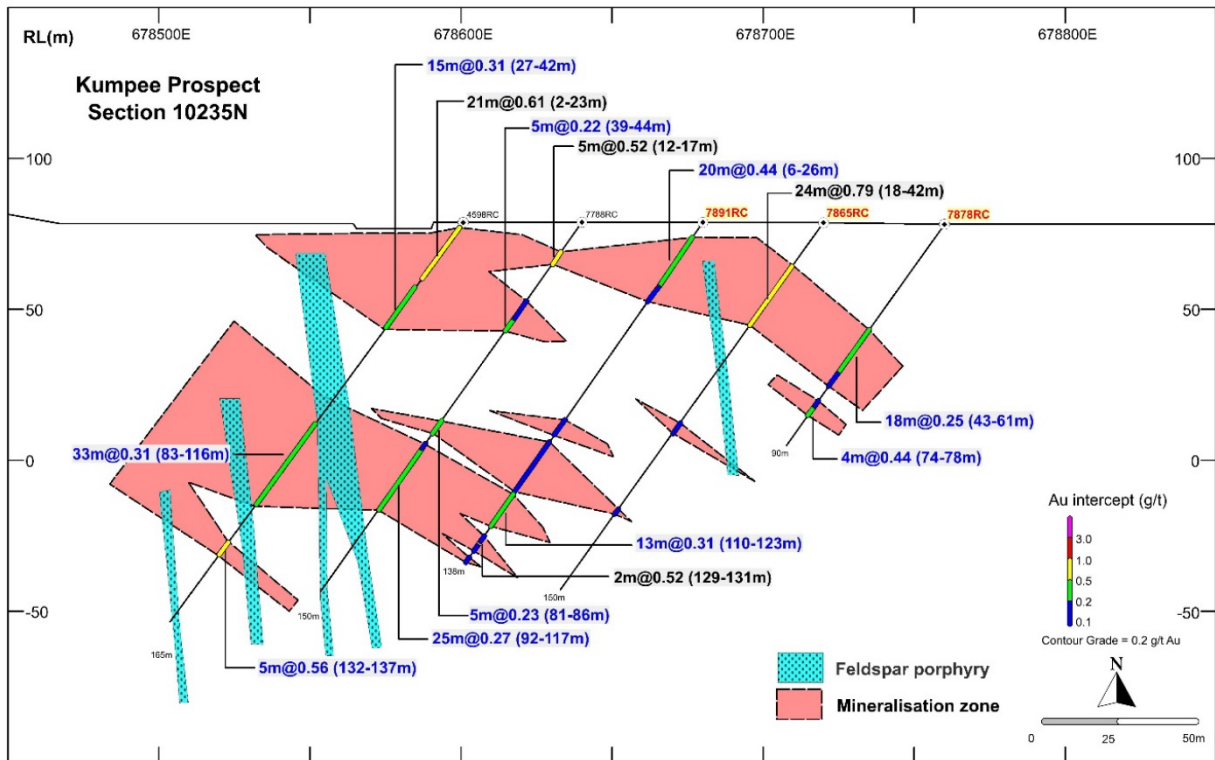 RL(m)
678500E
678600E
678700E
678800E
Kumpee Prospect
Section 10235N
15m@0.31 (27-42m)
21m@0.61 (2-23m)
5m@0.22 (39-44m)
5m@0.52 (12-17m)
20m@0.44 (6-26m)
24m@0.79 (18-42m)
100
100
4598RC
7788RC
7891RC
7865RC
7878RC
50
50
18m@0.25 (43-61m)
90m
4m@0.44 (74-78m)
0
0
33m@0.31 (83-116m)
13m@0.31 (110-123m)
2m@0.52 (129-131m)
138m
150m
150m
5m@0.23 (81-86m)
25m@0.27 (92-117m)
165m
5m@0.56 (132-137m)
-50
-50
Au intercept (g/t)
3.0
1.0
0.5
0.2
0.1
Contour Grade = 0.2 g/t Au
Feldspar porphyry
Mineralisation zone
N
0
25
50m